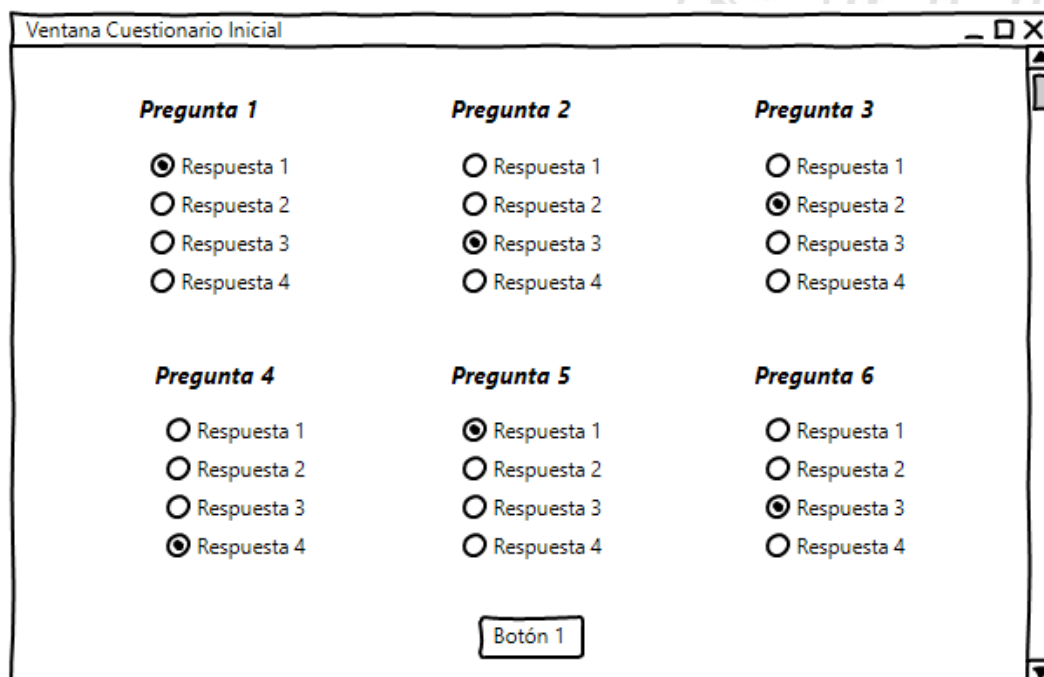 Ventana Cuestionario Inicial
Pregunta 1
Respuesta 1
Respuesta 2
Respuesta 3
Respuesta 4
Pregunta 2
Respuesta 1
Respuesta 2
Respuesta 3
Respuesta 4
Pregunta 3
Respuesta 1
Respuesta 2
Respuesta 3
Respuesta 4
Pregunta 4
Respuesta 1
Respuesta 2
Respuesta 3
Respuesta 4
Pregunta 5
Respuesta 1
Respuesta 2
Respuesta 3
Respuesta 4
Pregunta 6
Respuesta 1
Respuesta 2
Respuesta 3
Respuesta 4
Botón 1